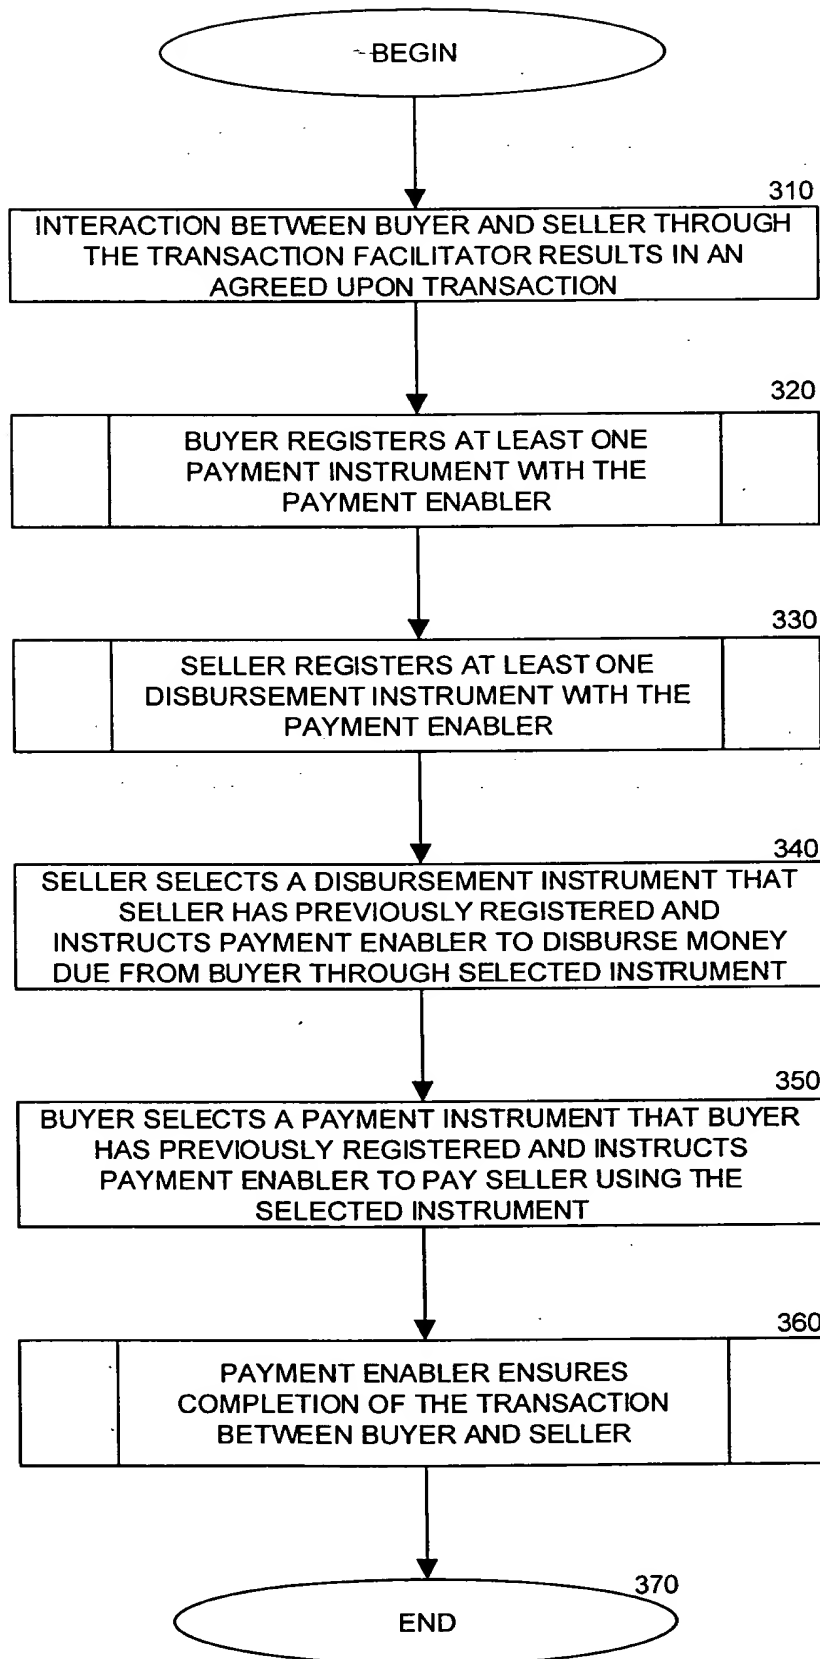 BEGIN
310
INTERACTION BETWEEN BUYER AND SELLER THROUGH
THE TRANSACTION FACILITATOR RESULTS IN AN
AGREED UPON TRANSACTION
320
BUYER REGISTERS AT LEAST ONE
PAYMENT INSTRUMENT WITH THE
PAYMENT ENABLER
330
SELLER REGISTERS AT LEAST ONE
DISBURSEMENT INSTRUMENT WITH THE
PAYMENT ENABLER
340
SELLER SELECTS A DISBURSEMENT INSTRUMENT THAT
SELLER HAS PREVIOUSLY REGISTERED AND
INSTRUCTS PAYMENT ENABLER TO DISBURSE MONEY
DUE FROM BUYER THROUGH SELECTED INSTRUMENT
350
BUYER SELECTS A PAYMENT INSTRUMENT THAT BUYER
HAS PREVIOUSLY REGISTERED AND INSTRUCTS
PAYMENT ENABLER TO PAY SELLER USING THE
SELECTED INSTRUMENT
360
PAYMENT ENABLER ENSURES
COMPLETION OF THE TRANSACTION
BETWEEN BUYER AND SELLER
370
END